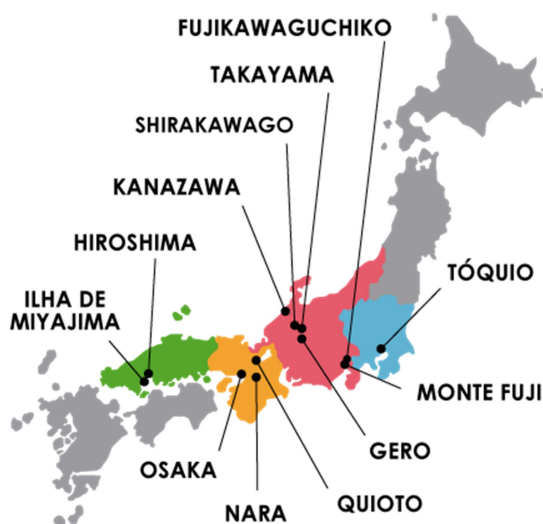 FUJIKAWAGUCHIKO
TAKAYAMA
SHIRAKAWAGO
KANAZAWA
HIROSHIMA
ILHA DE
MIYAJIMA
TÓQUIO
MONTE FUJI
GERO
OSAKA
QUIOTO
NARA